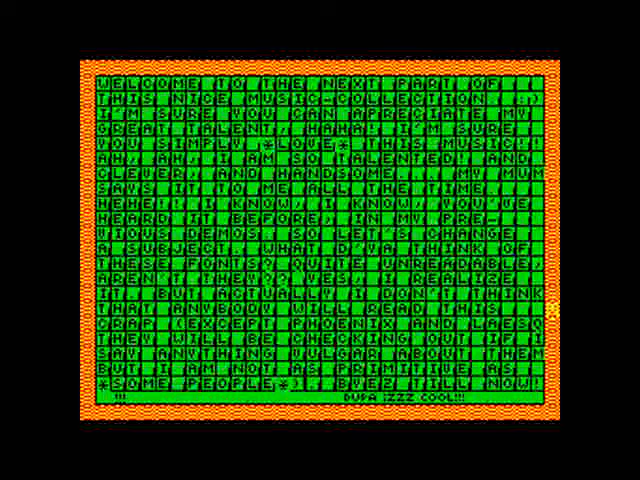 WELCOME TO THE NEXT PART OF
THIS NICE MUSIC-COLLECTION. :;)
I'M SURE YOU CAN APRECIATE MY
GREAT TALENT, HAHA! I'M SURE
YOU SIMPLY *LOVE* THIS MUSIC!!
AH, AH, I AM SO TALENTED! AND
CLEVER, AND HANDSOME. MY MUM
SAYS IT TO ME ALL THE TIME.
HEHE!! I KNOW, I KNOW, YOU'VE
HEARD IT BEFORE, IN MY PRE-
VIOUS DEMOS. SO LET'S CHANGE
A SUBJECT. WHAT D'YA THINK OF
THESE FONTS? QUITE UNREADABLE,
AREN'T THEY?? YES, I REALIZE
IT. BUT ACTUALLY I DON'T THINK
THAT ANYBODY WILL READ THIS
CRAP (EXCEPT PHOENIX AND LAESQ
THEY WILL BE CHECKING OUT IF I
SAY ANYTHING VULGAR ABOUT THEM
BUT I AM NOT AS PRIMITIVE AS
*SOME PEOPLE*). BYEZ TILL NOW!
!!! DUPA IZZZ COOL!!!